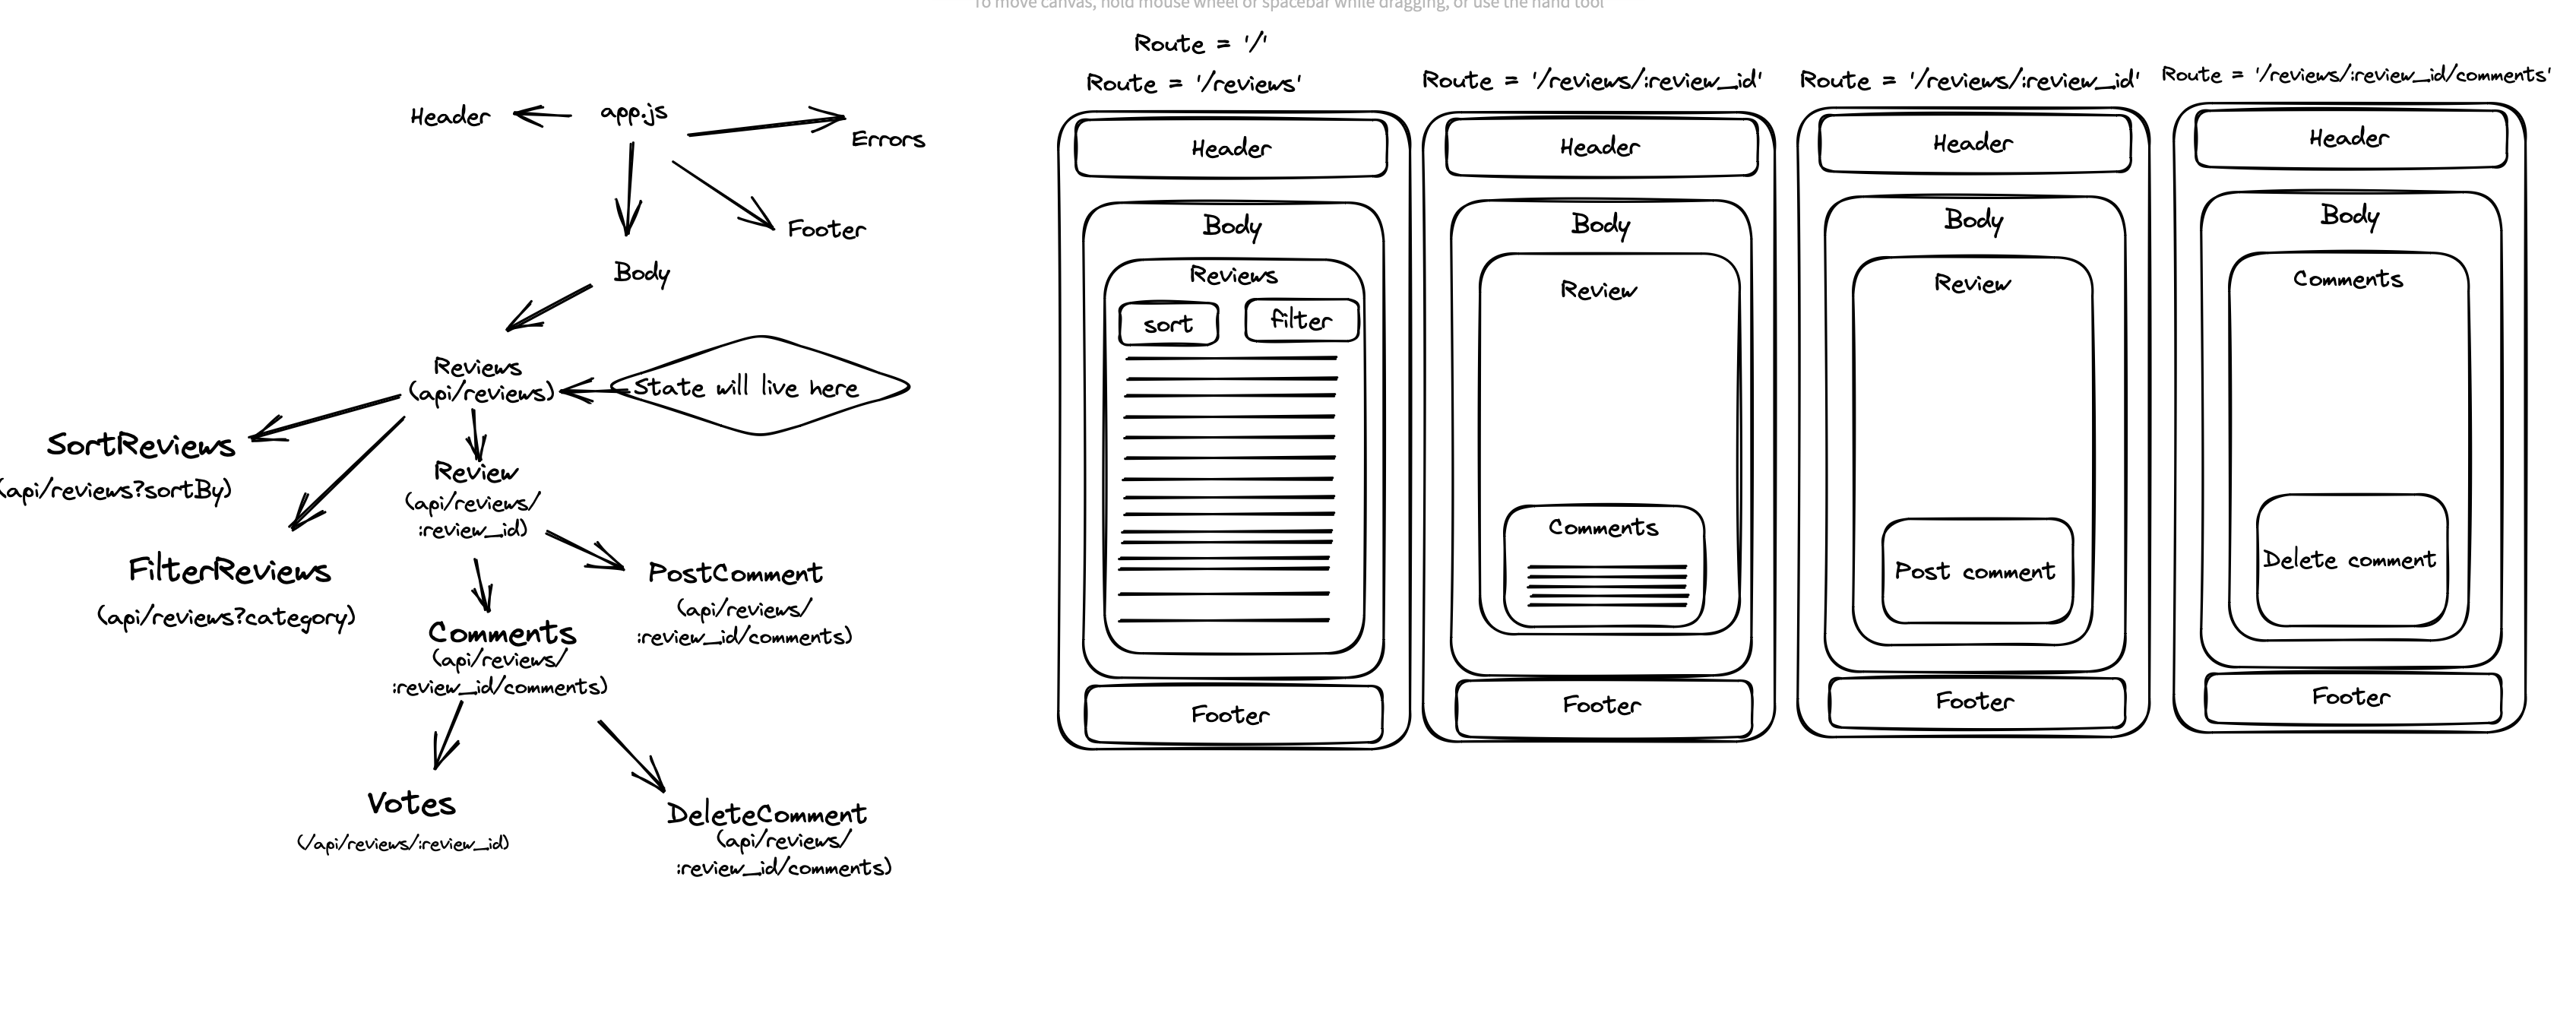 To move canvas, hold mouse wheel or spacebar while dragging, or use the hand tool
Header
app.js
Errors
Footer
Body
Reviews
(api/reviews)
State will live here
SortReviews
(api/reviews?sortBy)
Review
(api/reviews/
:review_id)
FilterReviews
(api/reviews?category)
PostComment
(api/reviews/
:review_id/comments)
Comments
(api/reviews/
:review_id/comments)
Votes
(/api/reviews/:review_id)
DeleteComment
(api/reviews/
:review_id/comments)
Route = '/'
Route = '/reviews'
Header
Body
Reviews
sort
filter
Footer
Route = '/reviews/:review_id'
Header
Body
Review
Comments
Footer
Route = '/reviews/:review_id'
Header
Body
Review
Post comment
Footer
Route = '/reviews/:review_id/comments'
Header
Body
Comments
Delete comment
Footer